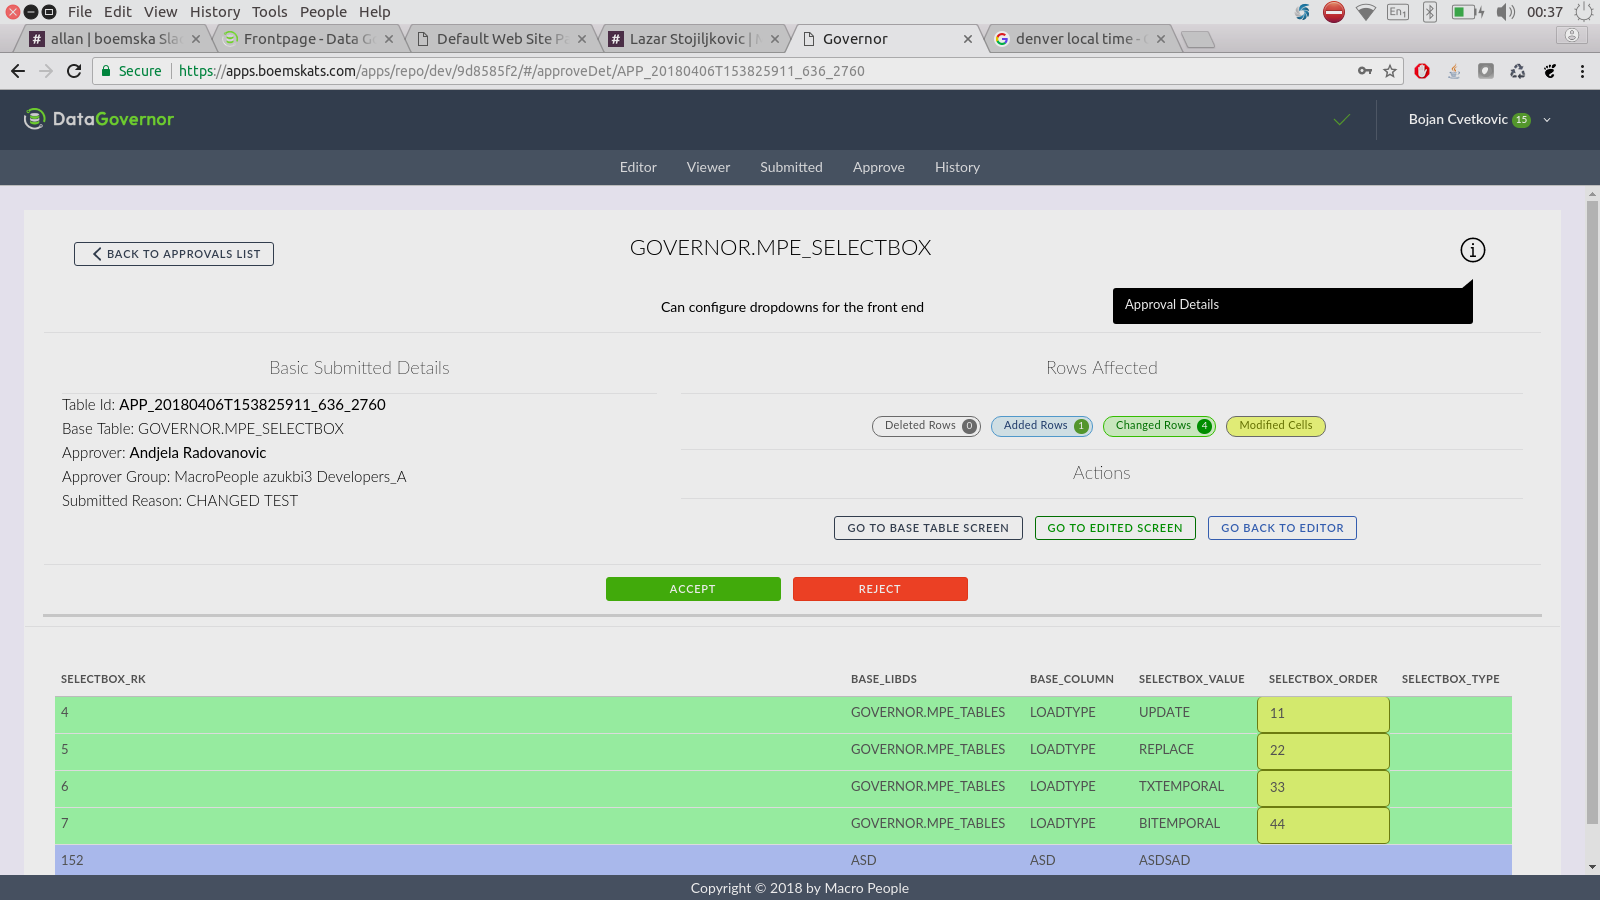 File Edit View History Tools People Help
En1
00:37
# allan | boemska Sla
Frontpage - Data G
Default Web Site P
# Lazar Stojiljkovic |
Governor
denver local time -
Secure https://apps.boemskats.com/apps/repo/dev/9d8585f2/#/approveDet/APP_20180406T153825911_636_2760
DataGovernor
Bojan Cvetkovic 15
Editor Viewer Submitted Approve History
BACK TO APPROVALS LIST
GOVERNOR.MPE_SELECTBOX
Can configure dropdowns for the front end
Approval Details
Basic Submitted Details
Table Id: APP_20180406T153825911_636_2760
Base Table: GOVERNOR.MPE_SELECTBOX
Approver: Andjela Radovanovic
Approver Group: MacroPeople azukbi3 Developers_A
Submitted Reason: CHANGED TEST
Rows Affected
Deleted Rows 0 Added Rows 1 Changed Rows 4 Modified Cells
Actions
GO TO BASE TABLE SCREEN GO TO EDITED SCREEN GO BACK TO EDITOR
ACCEPT REJECT
SELECTBOX_RK BASE_LIBDS BASE_COLUMN SELECTBOX_VALUE SELECTBOX_ORDER SELECTBOX_TYPE
4 GOVERNOR.MPE_TABLES LOADTYPE UPDATE 11
5 GOVERNOR.MPE_TABLES LOADTYPE REPLACE 22
6 GOVERNOR.MPE_TABLES LOADTYPE TXTEMPORAL 33
7 GOVERNOR.MPE_TABLES LOADTYPE BITEMPORAL 44
152 ASD ASD ASDSAD
Copyright © 2018 by Macro People